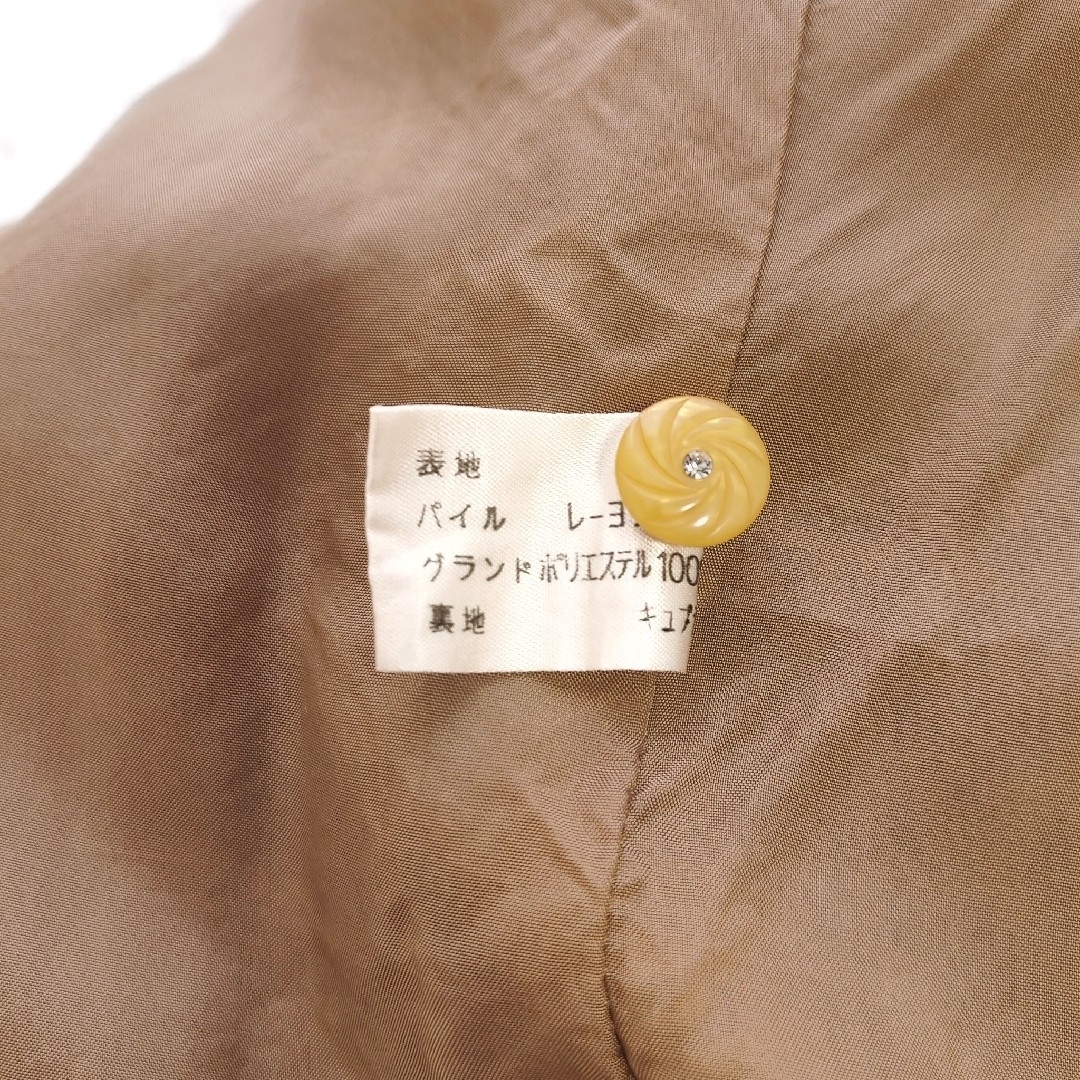 表地
パイル レーヨ
グランド ポリエステル 100
裏地 キュプ